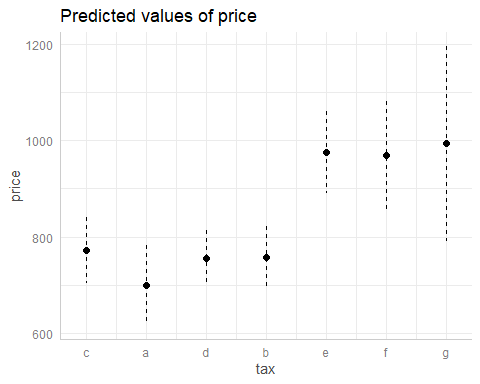 Predicted values of price
1200
1000
800
600
price
c a d b e f g
tax